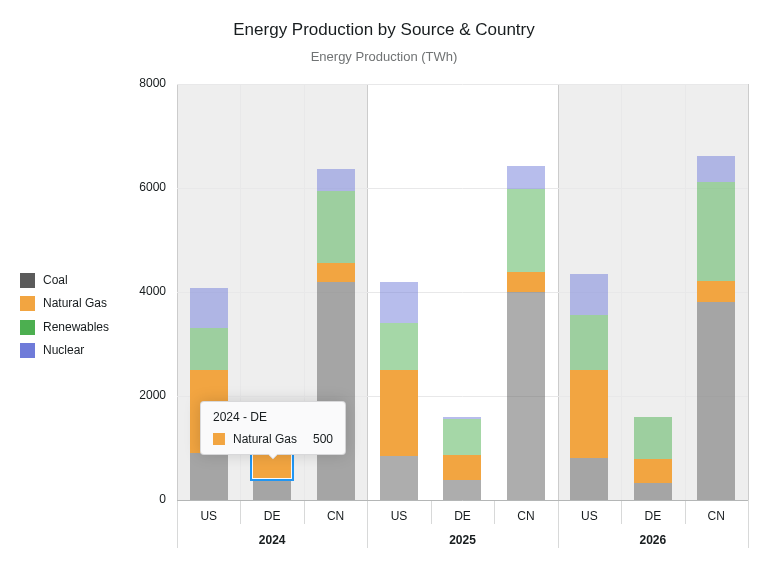 Energy Production by Source & Country
Energy Production (TWh)
8000
6000
4000
2000
0
Coal
Natural Gas
Renewables
Nuclear
2024 - DE
Natural Gas 500
US DE CN US DE CN US DE CN
2024 2025 2026